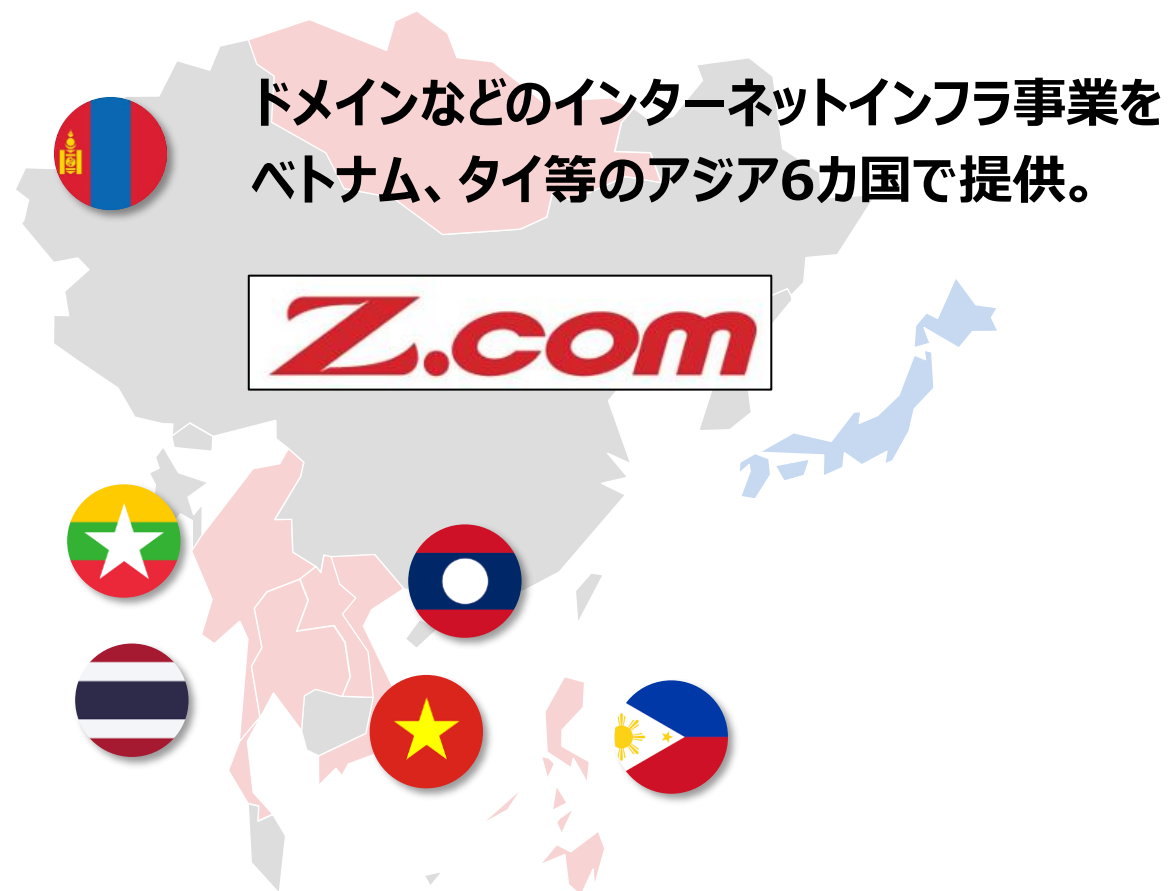 ドメインなどのインターネットインフラ事業を
ベトナム、タイ等のアジア6カ国で提供。
Z.com